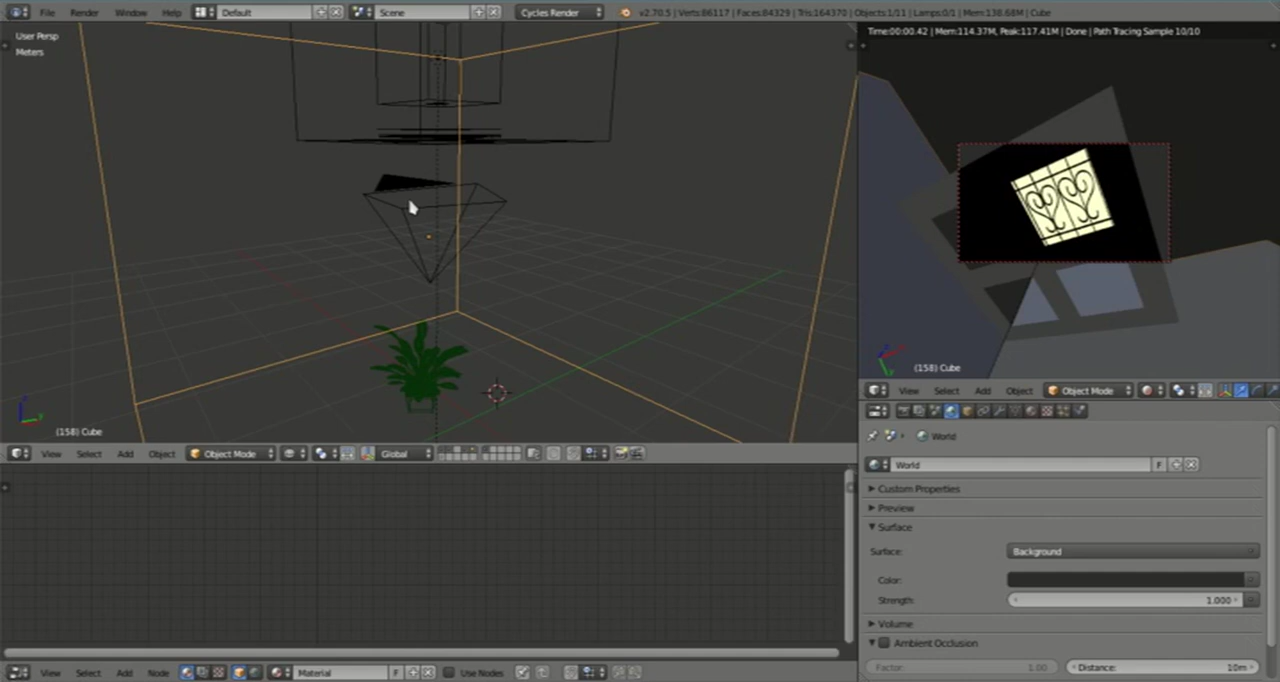 File Render Window Help Default Scene Cycles Render v2.70.5 | Verts:86117 | Faces:84329 | Tris:164370 | Objects:1/11 | Lamps:0/1 | Mem:138.68M | Cube
User Persp
Meters
(158) Cube
View Select Add Object Object Mode Global
Time:00:00.42 | Mem:114.37M, Peak:117.41M | Done | Path Tracing Sample 10/10
(158) Cube
View Select Add Object Object Mode
World
World F
Custom Properties
Preview
Surface
Surface: Background
Color:
Strength: 1.000
Volume
Ambient Occlusion
Factor: 1.00 Distance: 10m
View Select Add Node Material F Use Nodes